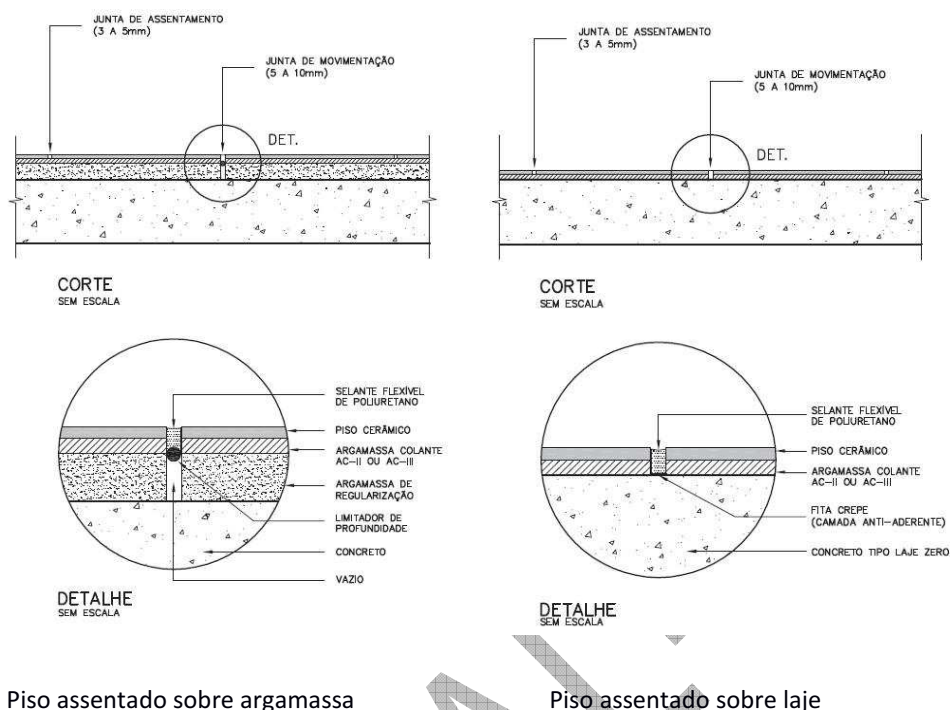 JUNTA DE ASSENTAMENTO
(3 A 5mm)
JUNTA DE MOVIMENTAÇÃO
(5 A 10mm)
DET.
CORTE
SEM ESCALA
SELANTE FLEXÍVEL
DE POLIURETANO
PISO CERÂMICO
ARGAMASSA COLANTE
AC-II OU AC-III
ARGAMASSA DE
REGULARIZAÇÃO
LIMITADOR DE
PROFUNDIDADE
CONCRETO
VAZIO
DETALHE
SEM ESCALA
Piso assentado sobre argamassa
JUNTA DE ASSENTAMENTO
(3 A 5mm)
JUNTA DE MOVIMENTAÇÃO
(5 A 10mm)
DET.
CORTE
SEM ESCALA
SELANTE FLEXÍVEL
DE POLIURETANO
PISO CERÂMICO
ARGAMASSA COLANTE
AC-II OU AC-III
FITA CREPE
(CAMADA ANTI-ADERENTE)
CONCRETO TIPO LAJE ZERO
DETALHE
SEM ESCALA
Piso assentado sobre laje